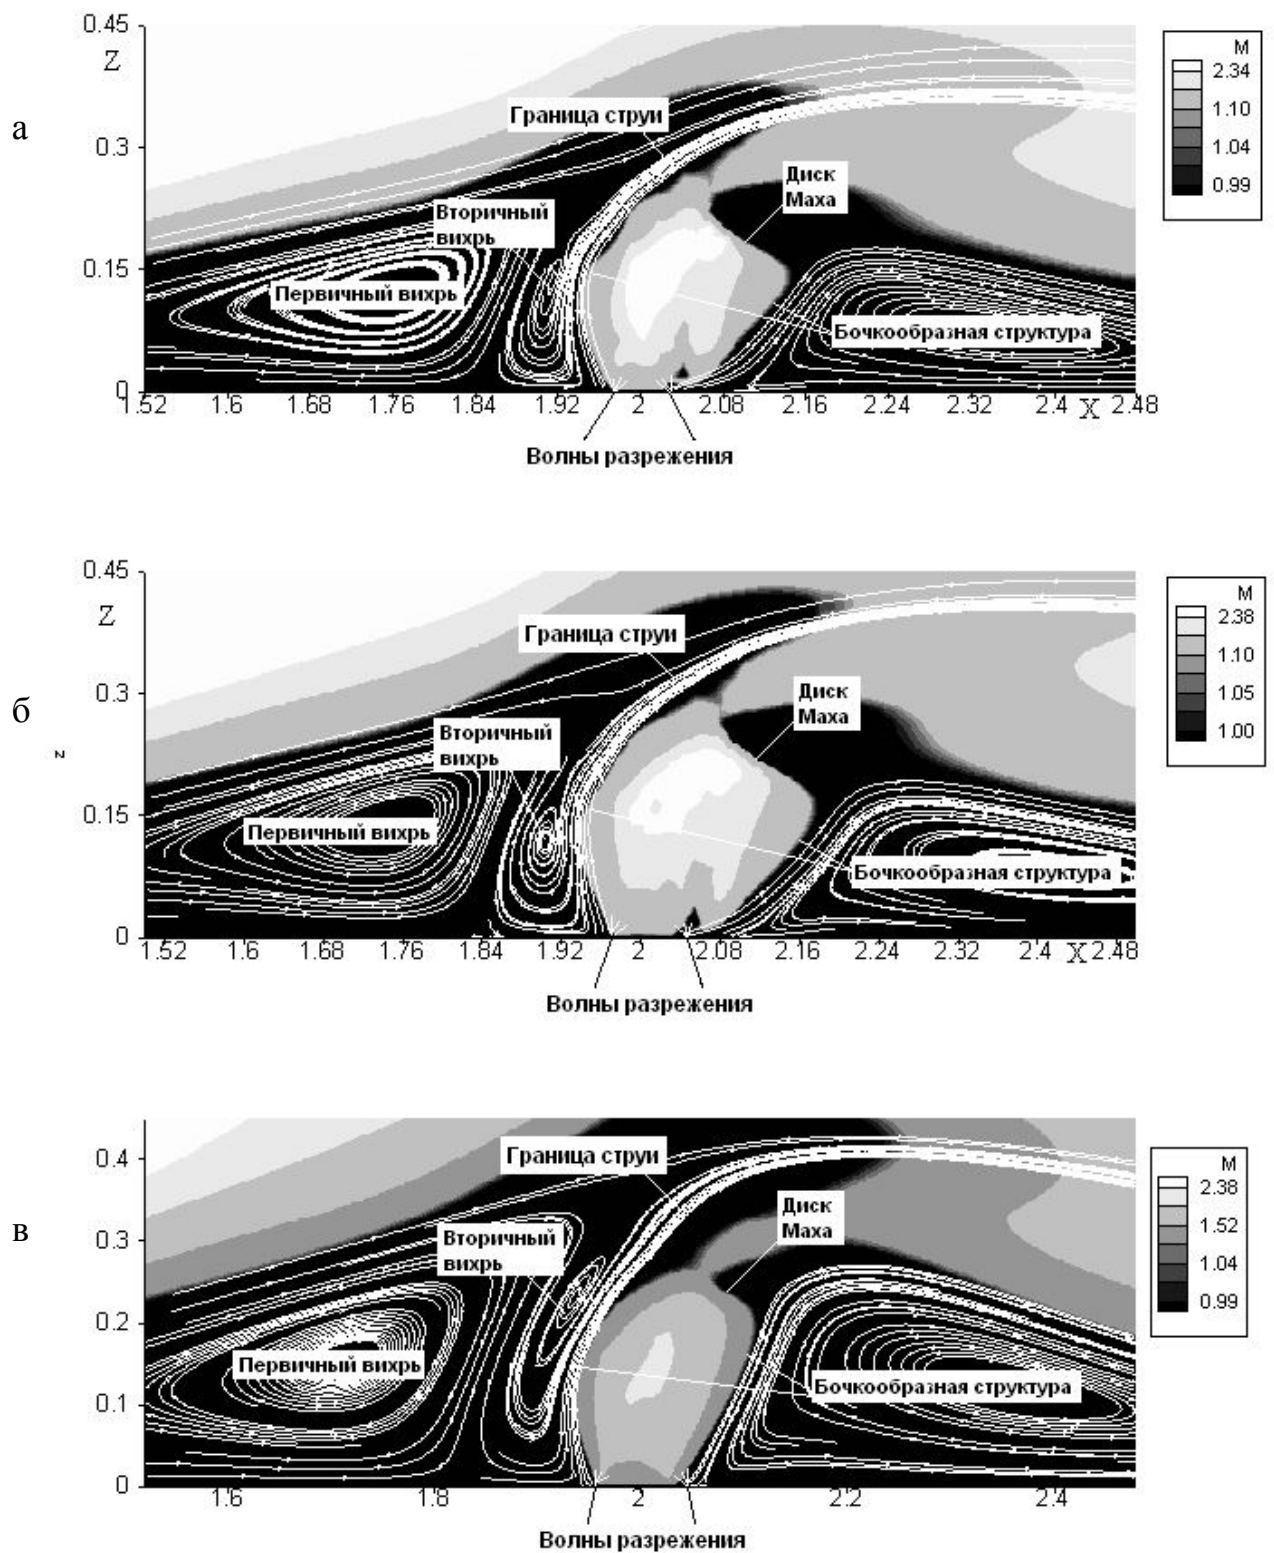 а
0.45
Z
0.3
0.15
0
Граница струи
Диск
Маха
Вторичный
вихрь
Первичный вихрь
Бочкообразная структура
M
2.34
1.10
1.04
0.99
1.52 1.6 1.68 1.76 1.84 1.92 2 2.08 2.16 2.24 2.32 2.4 X 2.48
Волны разрежения
б
0.45
Z
0.3
z
0.15
0
Граница струи
Диск
Маха
Вторичный
вихрь
Первичный вихрь
Бочкообразная структура
M
2.38
1.10
1.05
1.00
1.52 1.6 1.68 1.76 1.84 1.92 2 2.08 2.16 2.24 2.32 2.4 X 2.48
Волны разрежения
в
0.4
0.3
0.2
0.1
0
Граница струи
Диск
Маха
Вторичный
вихрь
Первичный вихрь
Бочкообразная структура
M
2.38
1.52
1.04
0.99
1.6 1.8 2 2.2 2.4
Волны разрежения